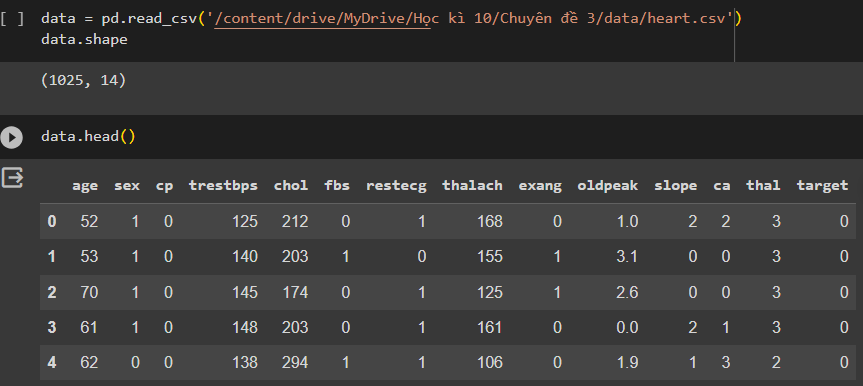 [ ] data = pd.read_csv('/content/drive/MyDrive/Học kì 10/Chuyên đề 3/data/heart.csv')
data.shape
(1025, 14)
data.head()
age sex cp trestbps chol fbs restecg thalach exang oldpeak slope ca thal target
0 52 1 0 125 212 0 1 168 0 1.0 2 2 3 0
1 53 1 0 140 203 1 0 155 1 3.1 0 0 3 0
2 70 1 0 145 174 0 1 125 1 2.6 0 0 3 0
3 61 1 0 148 203 0 1 161 0 0.0 2 1 3 0
4 62 0 0 138 294 1 1 106 0 1.9 1 3 2 0